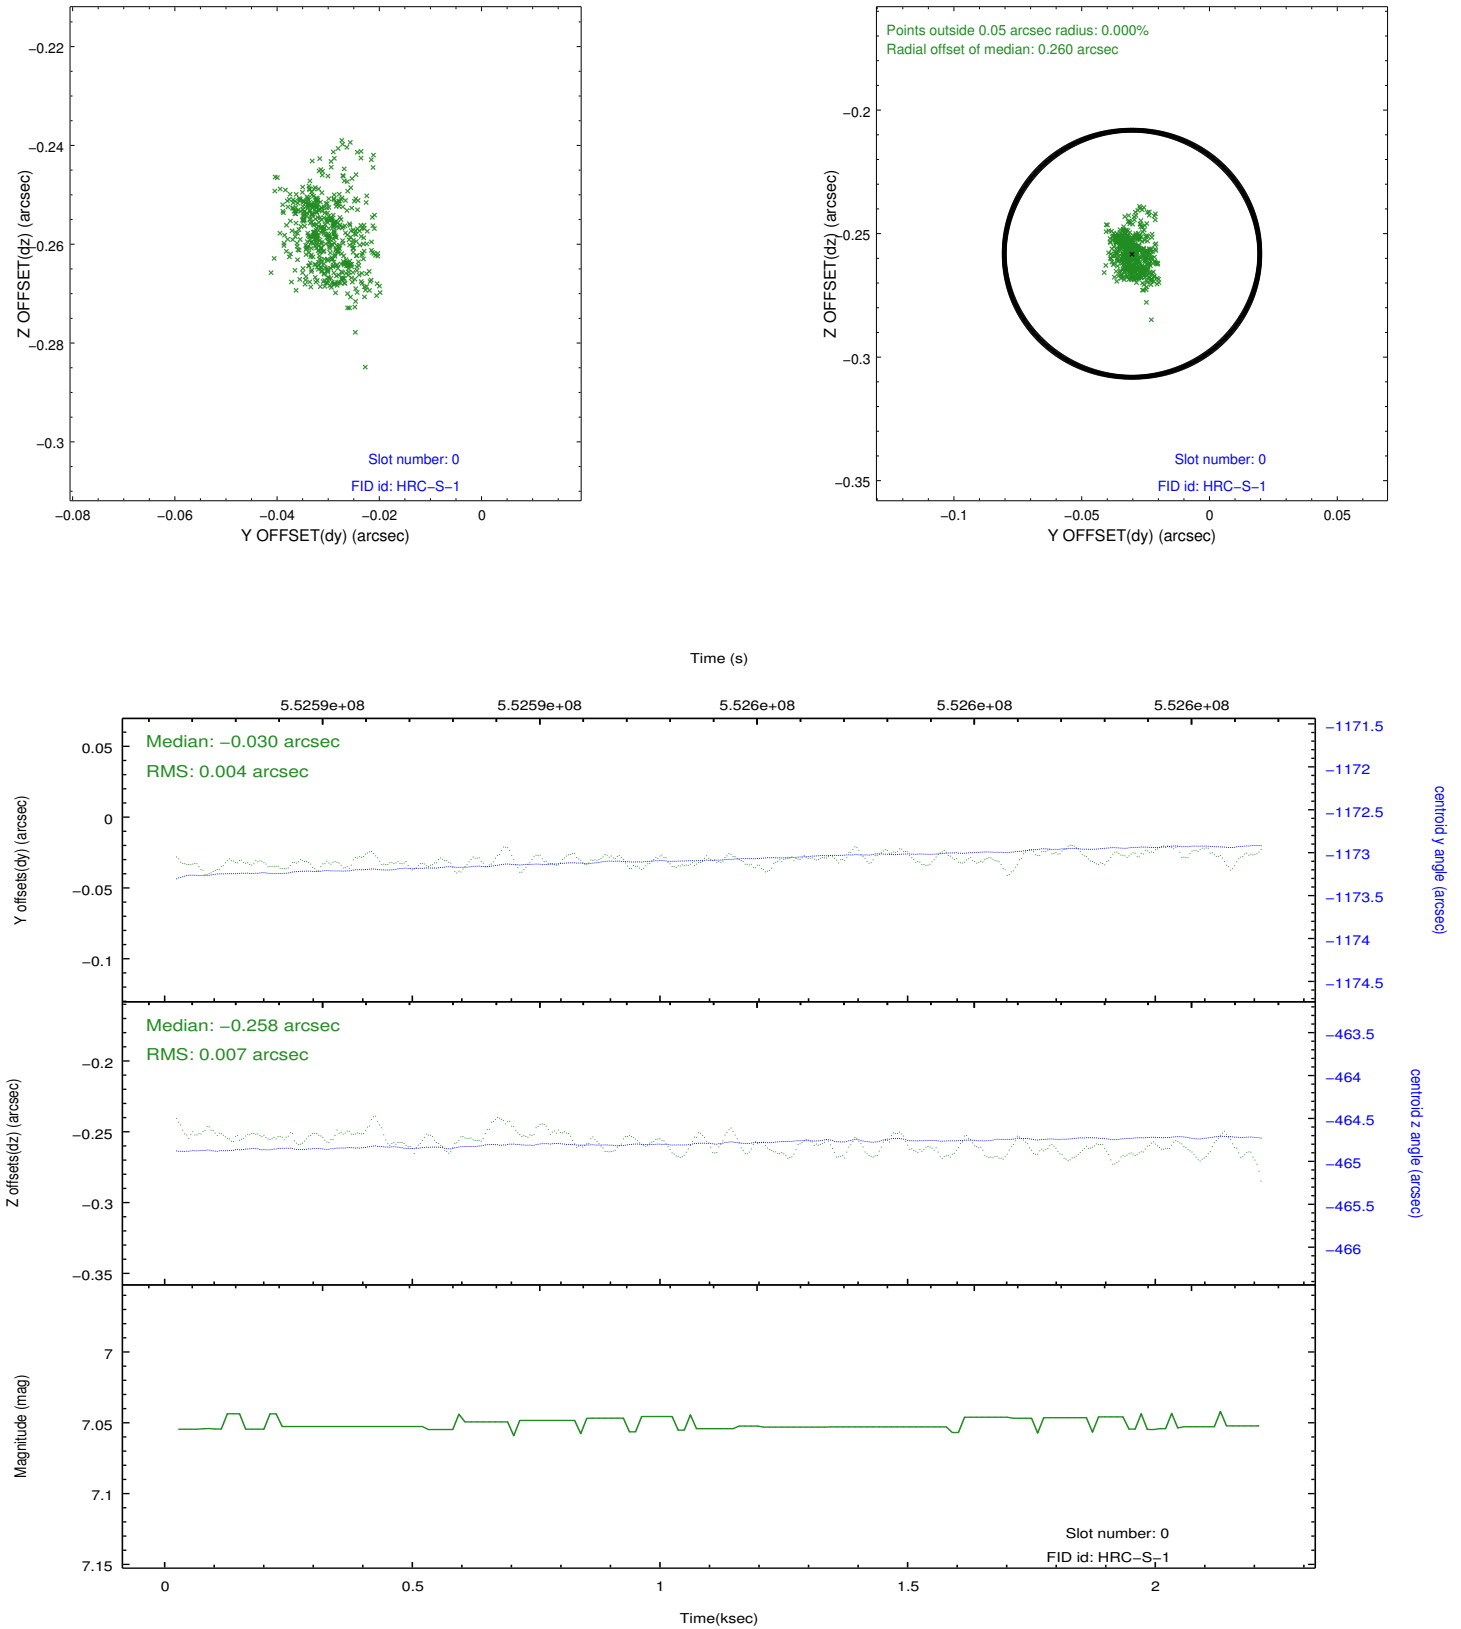 −0.22
−0.24
−0.26
−0.28
−0.3
Z OFFSET(dz) (arcsec)
Slot number: 0
FID id: HRC−S−1
−0.08 −0.06 −0.04 −0.02 0
Y OFFSET(dy) (arcsec)
Points outside 0.05 arcsec radius: 0.000%
Radial offset of median: 0.260 arcsec
−0.2
−0.25
−0.3
−0.35
Z OFFSET(dz) (arcsec)
Slot number: 0
FID id: HRC−S−1
−0.1 −0.05 0 0.05
Y OFFSET(dy) (arcsec)
Time (s)
5.5259e+08 5.5259e+08 5.526e+08 5.526e+08 5.526e+08
Median: −0.030 arcsec
RMS: 0.004 arcsec
0.05
0
−0.05
−0.1
Y offsets(dy) (arcsec)
−1171.5
−1172
−1172.5
−1173
−1173.5
−1174
−1174.5
centroid y angle (arcsec)
Median: −0.258 arcsec
RMS: 0.007 arcsec
−0.2
−0.25
−0.3
−0.35
Z offsets(dz) (arcsec)
−463.5
−464
−464.5
−465
−465.5
−466
centroid z angle (arcsec)
7
7.05
7.1
7.15
Magnitude (mag)
Slot number: 0
FID id: HRC−S−1
0 0.5 1 1.5 2
Time(ksec)